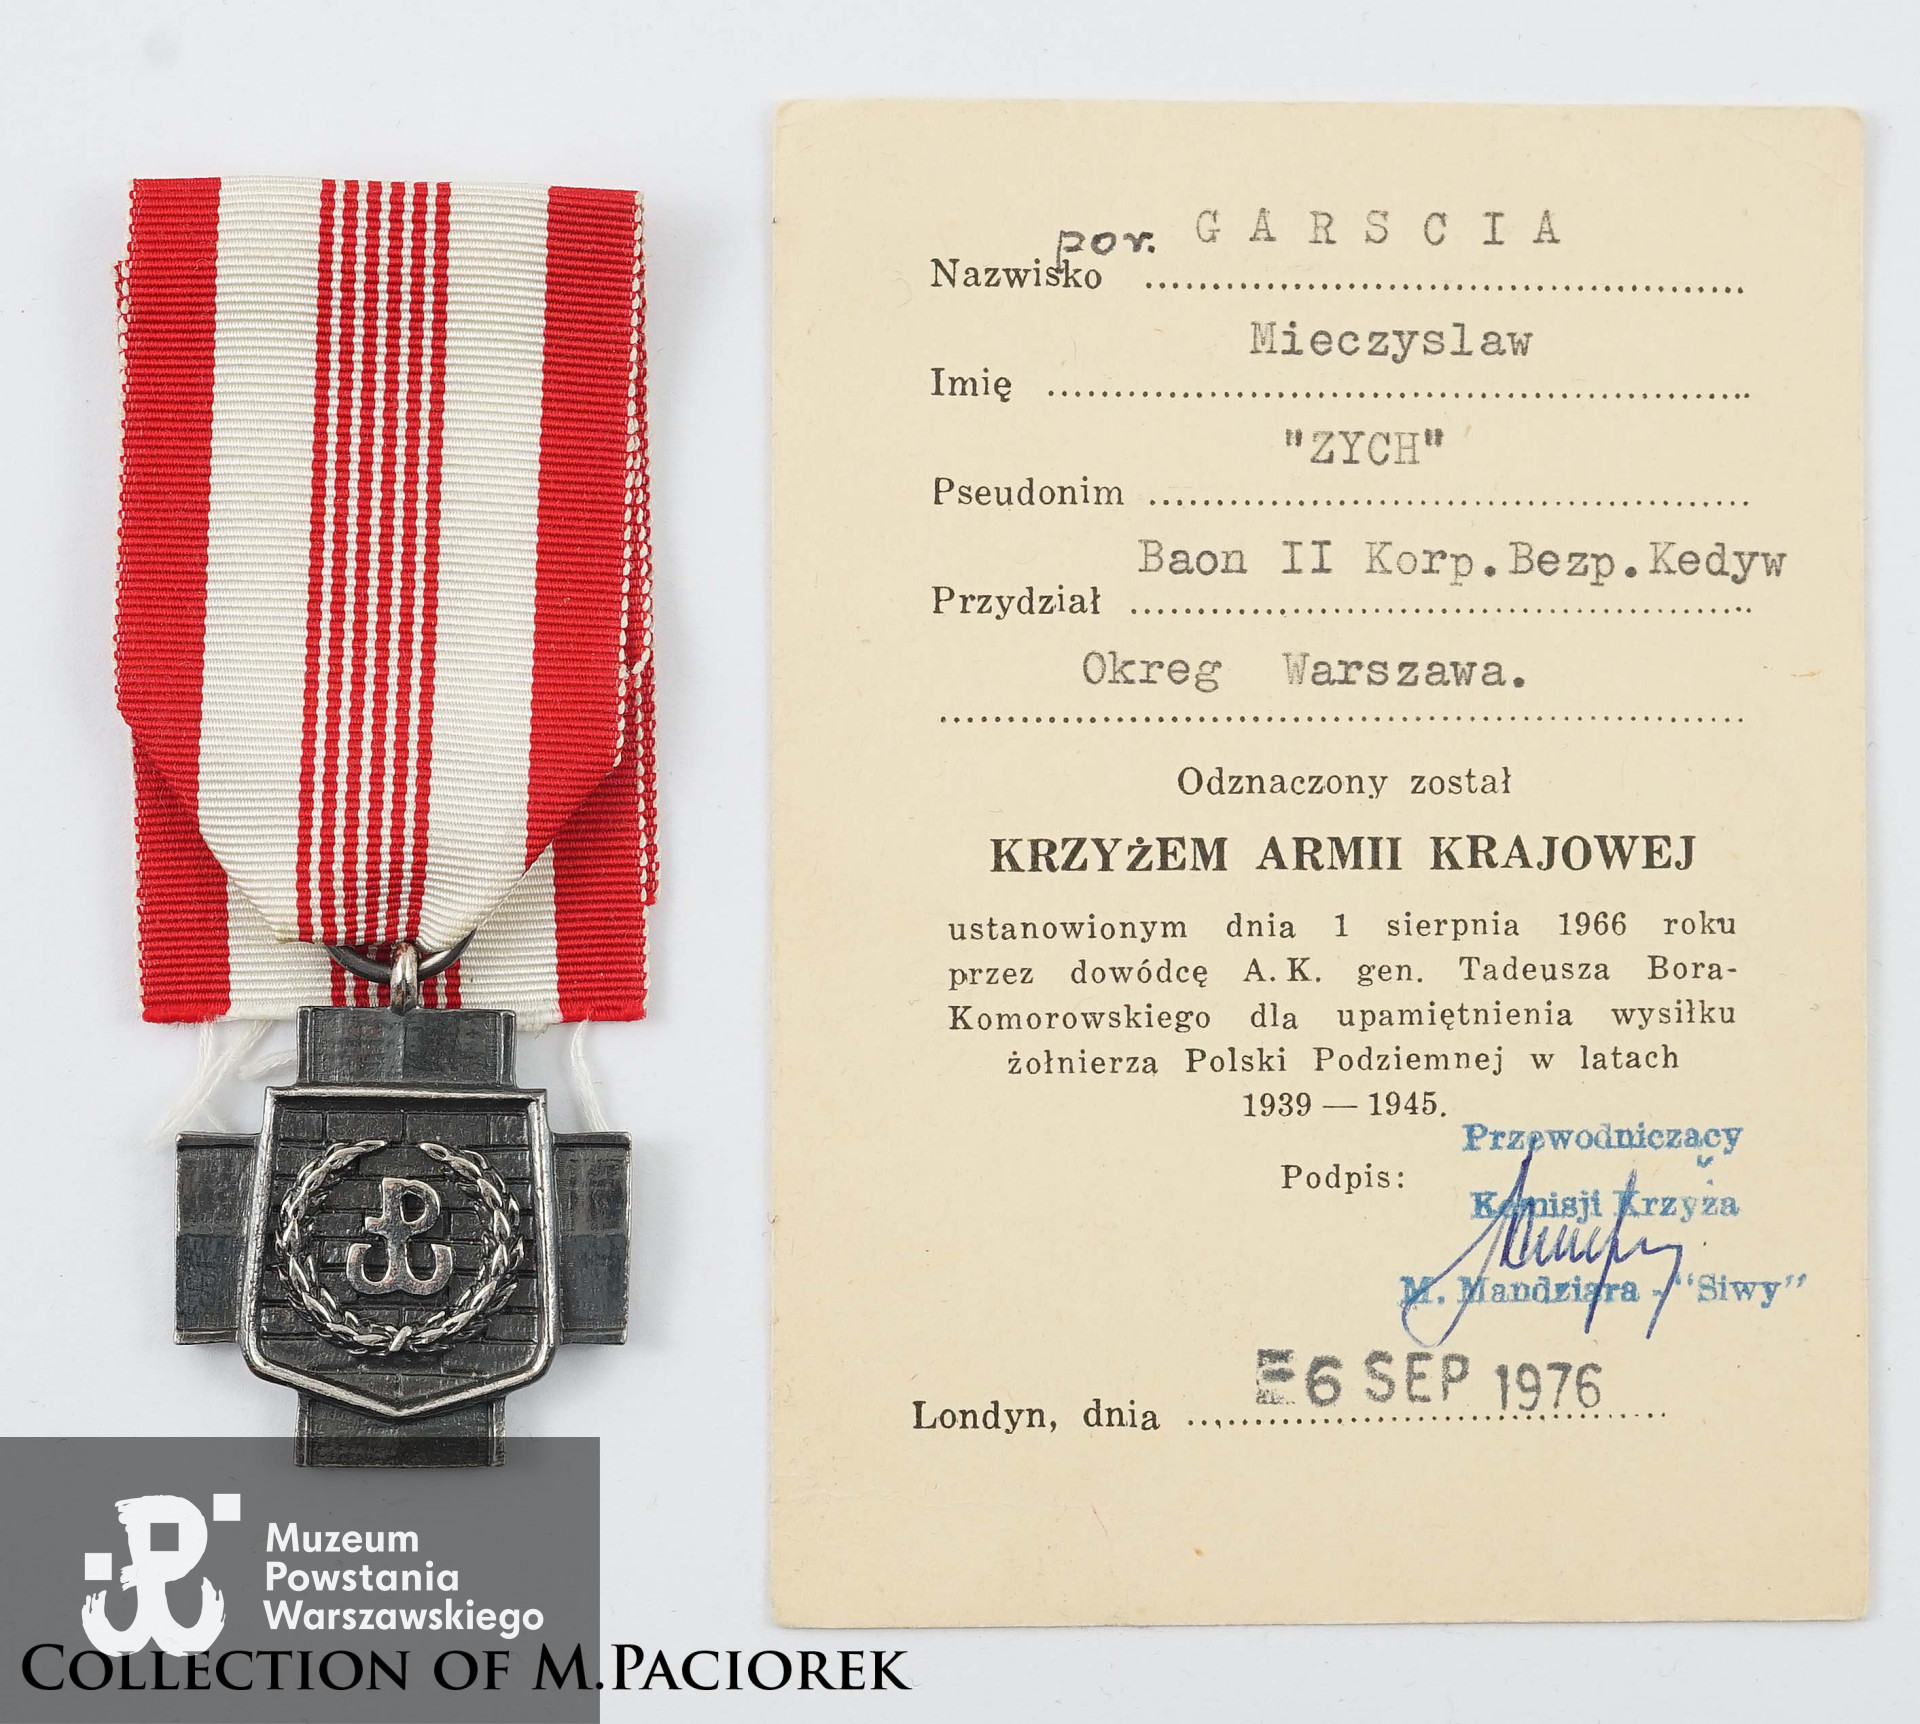 por. GARSCIA
Nazwisko
Mieczyslaw
Imię
"ZYCH"
Pseudonim
Baon II Korp.Bezp.Kedyw
Przydział
Okreg Warszawa.
Odznaczony został
KRZYŻEM ARMII KRAJOWEJ
ustanowionym dnia 1 sierpnia 1966 roku
przez dowódcę A. K. gen. Tadeusza Bora-
Komorowskiego dla upamiętnienia wysiłku
żołnierza Polski Podziemnej w latach
1939 — 1945.
Przewodniczący
Podpis:
Komisji Krzyża
M. Mandziara - "Siwy"
6 SEP 1976
Londyn, dnia
Muzeum
Powstania
Warszawskiego
COLLECTION OF M.PACIOREK